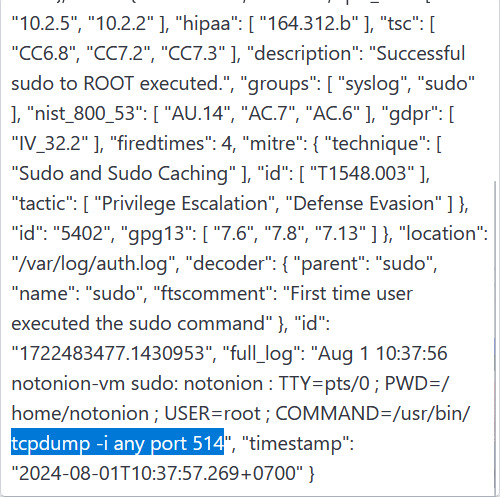 "10.2.5", "10.2.2" ], "hipaa": [ "164.312.b" ], "tsc": [
"CC6.8", "CC7.2", "CC7.3" ], "description": "Successful
sudo to ROOT executed.", "groups": [ "syslog", "sudo"
], "nist_800_53": [ "AU.14", "AC.7", "AC.6" ], "gdpr": [
"IV_32.2" ], "firedtimes": 4, "mitre": { "technique": [
"Sudo and Sudo Caching" ], "id": [ "T1548.003" ],
"tactic": [ "Privilege Escalation", "Defense Evasion" ] },
"id": "5402", "gpg13": [ "7.6", "7.8", "7.13" ] }, "location":
"/var/log/auth.log", "decoder": { "parent": "sudo",
"name": "sudo", "ftscomment": "First time user
executed the sudo command" }, "id":
"1722483477.1430953", "full_log": "Aug 1 10:37:56
notonion-vm sudo: notonion : TTY=pts/0 ; PWD=/
home/notonion ; USER=root ; COMMAND=/usr/bin/
tcpdump -i any port 514", "timestamp":
"2024-08-01T10:37:57.269+0700" }